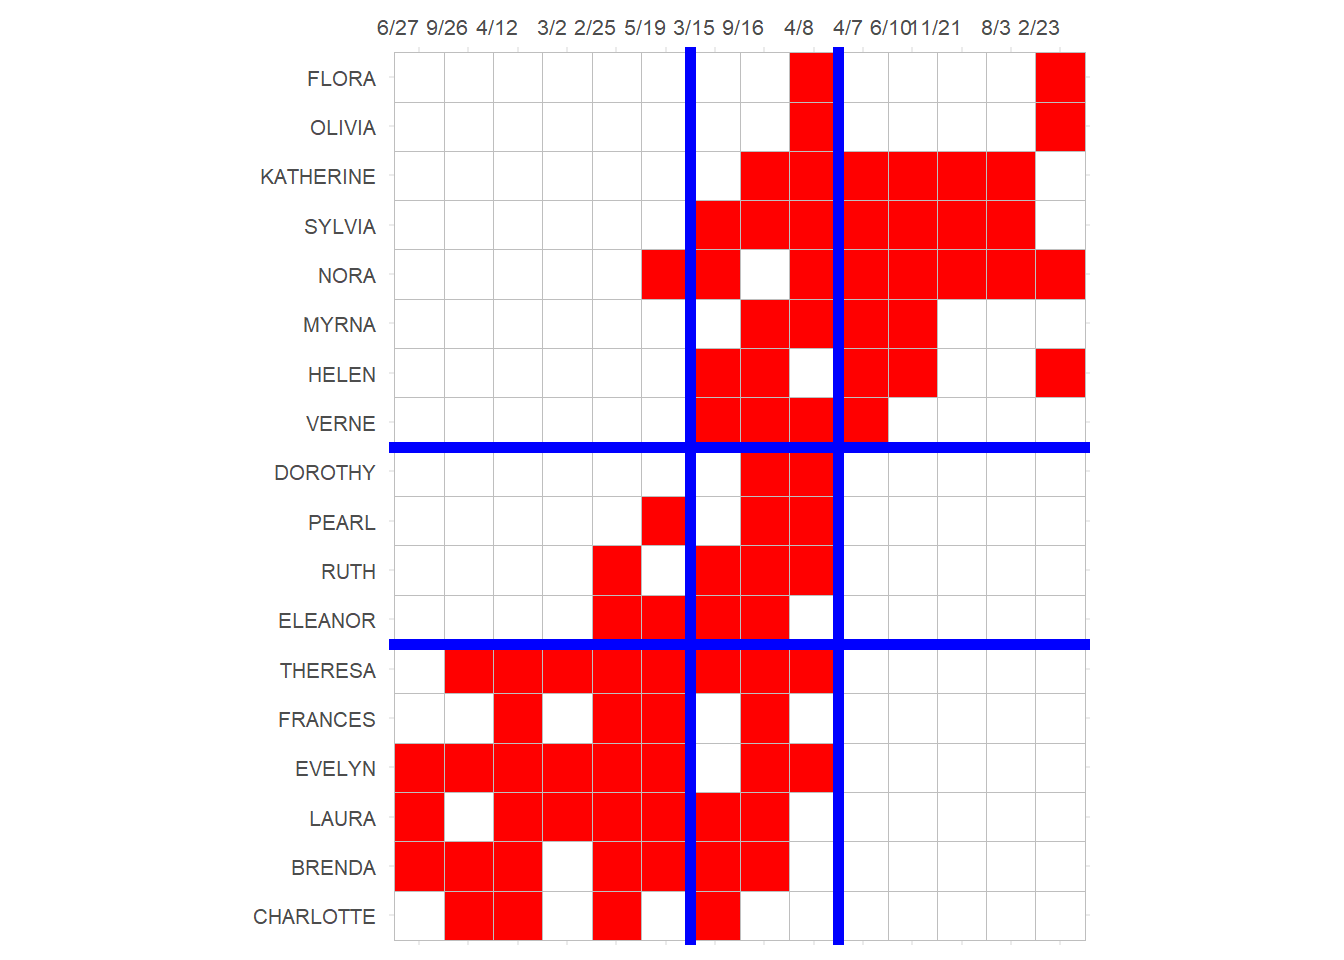 6/27 9/26 4/12 3/2 2/25 5/19 3/15 9/16 4/8 4/7 6/10 11/21 8/3 2/23
FLORA
OLIVIA
KATHERINE
SYLVIA
NORA
MYRNA
HELEN
VERNE
DOROTHY
PEARL
RUTH
ELEANOR
THERESA
FRANCES
EVELYN
LAURA
BRENDA
CHARLOTTE